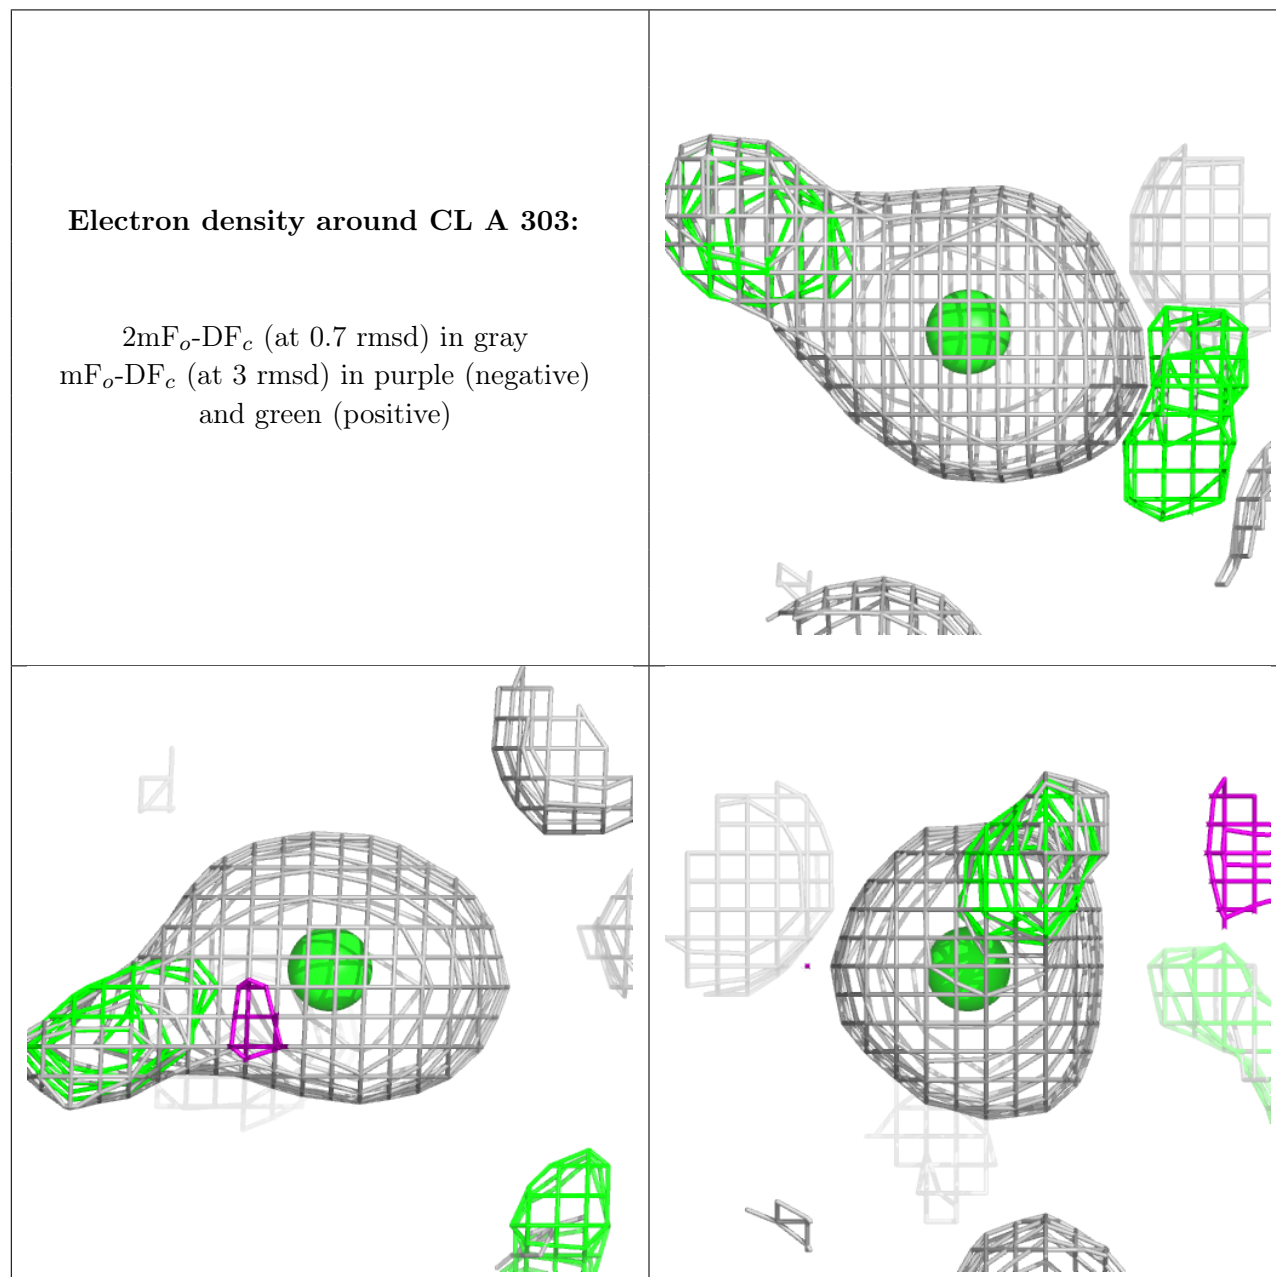 Electron density around CL A 303:
2mFo-DFc (at 0.7 rmsd) in gray
mFo-DFc (at 3 rmsd) in purple (negative)
and green (positive)